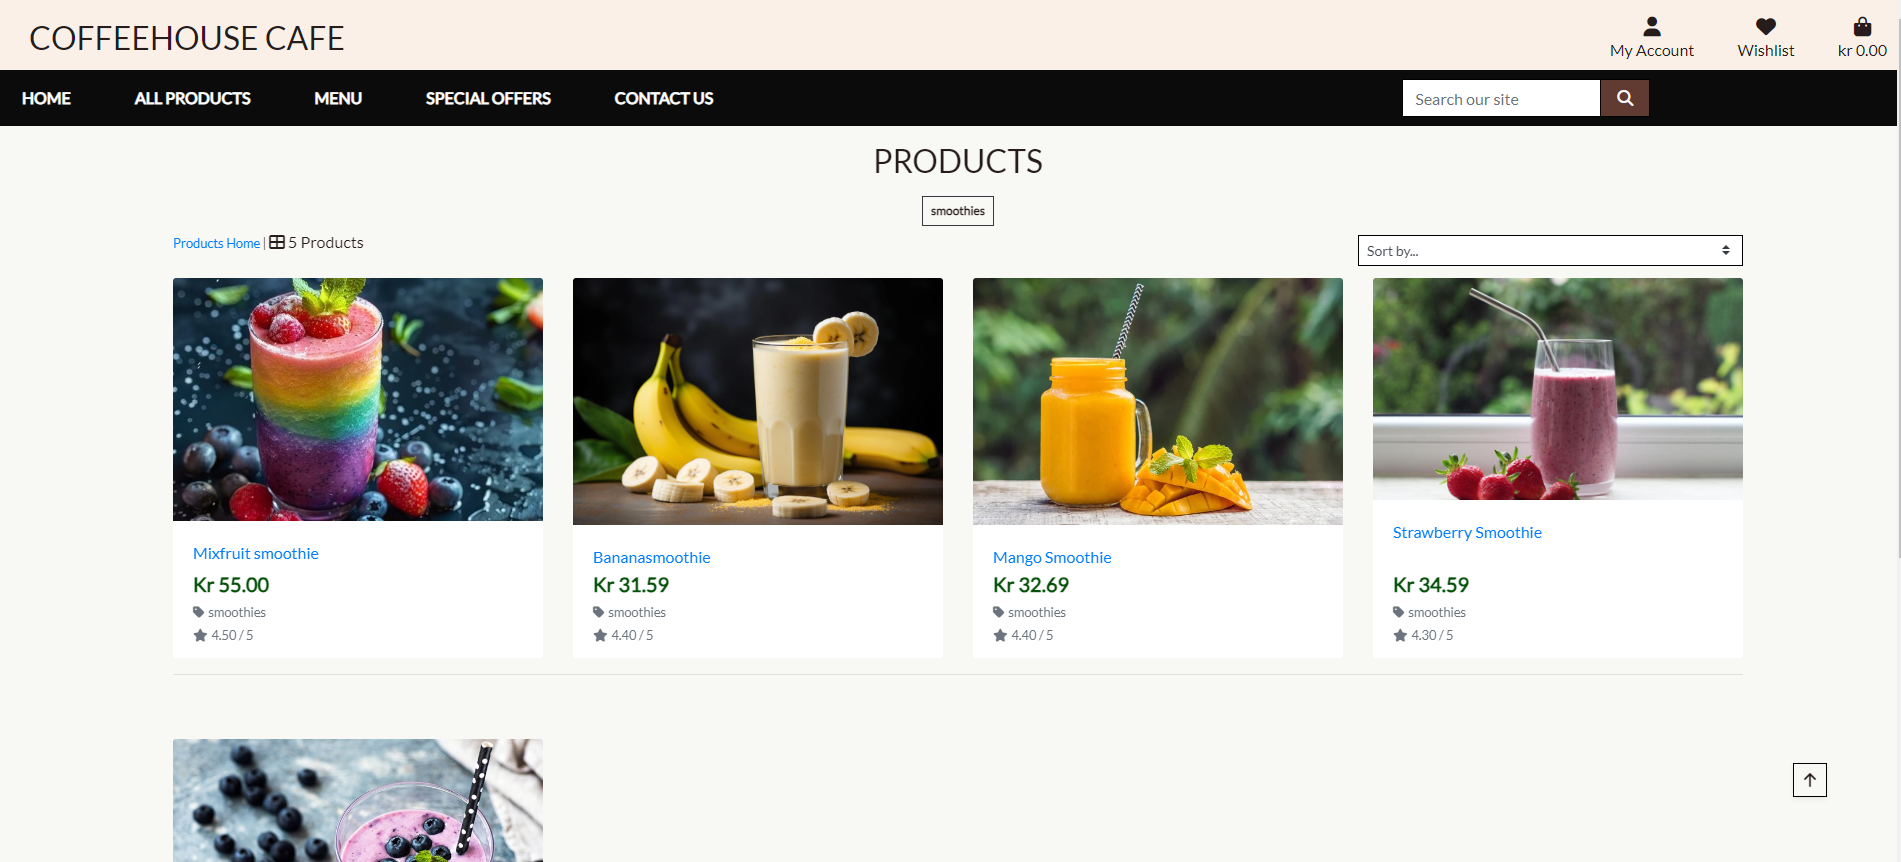 COFFEEHOUSE CAFE
My Account
Wishlist
kr 0.00
HOME
ALL PRODUCTS
MENU
SPECIAL OFFERS
CONTACT US
Search our site
PRODUCTS
smoothies
Products Home | 5 Products
Sort by...
Mixfruit smoothie
Kr 55.00
smoothies
4.50 / 5
Bananasmoothie
Kr 31.59
smoothies
4.40 / 5
Mango Smoothie
Kr 32.69
smoothies
4.40 / 5
Strawberry Smoothie
Kr 34.59
smoothies
4.30 / 5